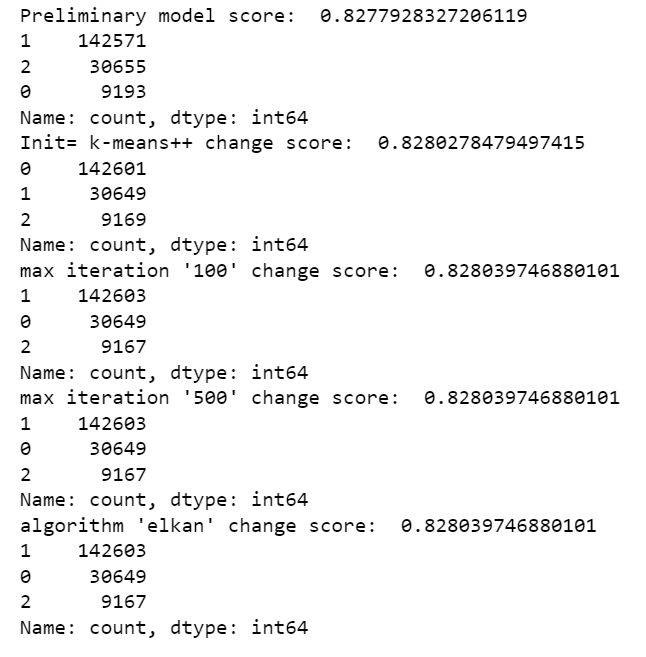 Preliminary model score:  0.8277928327206119
1    142571
2     30655
0      9193
Name: count, dtype: int64
Init= k-means++ change score:  0.8280278479497415
0    142601
1     30649
2      9169
Name: count, dtype: int64
max iteration '100' change score:  0.828039746880101
1    142603
0     30649
2      9167
Name: count, dtype: int64
max iteration '500' change score:  0.828039746880101
1    142603
0     30649
2      9167
Name: count, dtype: int64
algorithm 'elkan' change score:  0.828039746880101
1    142603
0     30649
2      9167
Name: count, dtype: int64